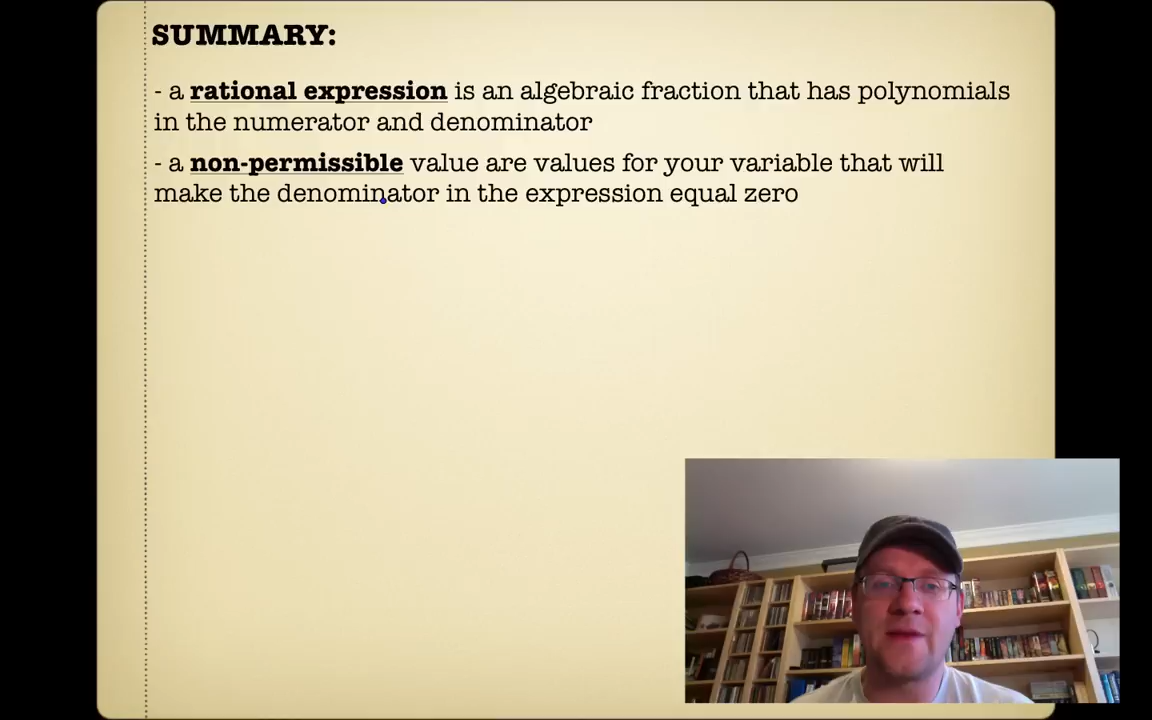 SUMMARY:
- a rational expression is an algebraic fraction that has polynomials
in the numerator and denominator
- a non-permissible value are values for your variable that will
make the denominator in the expression equal zero